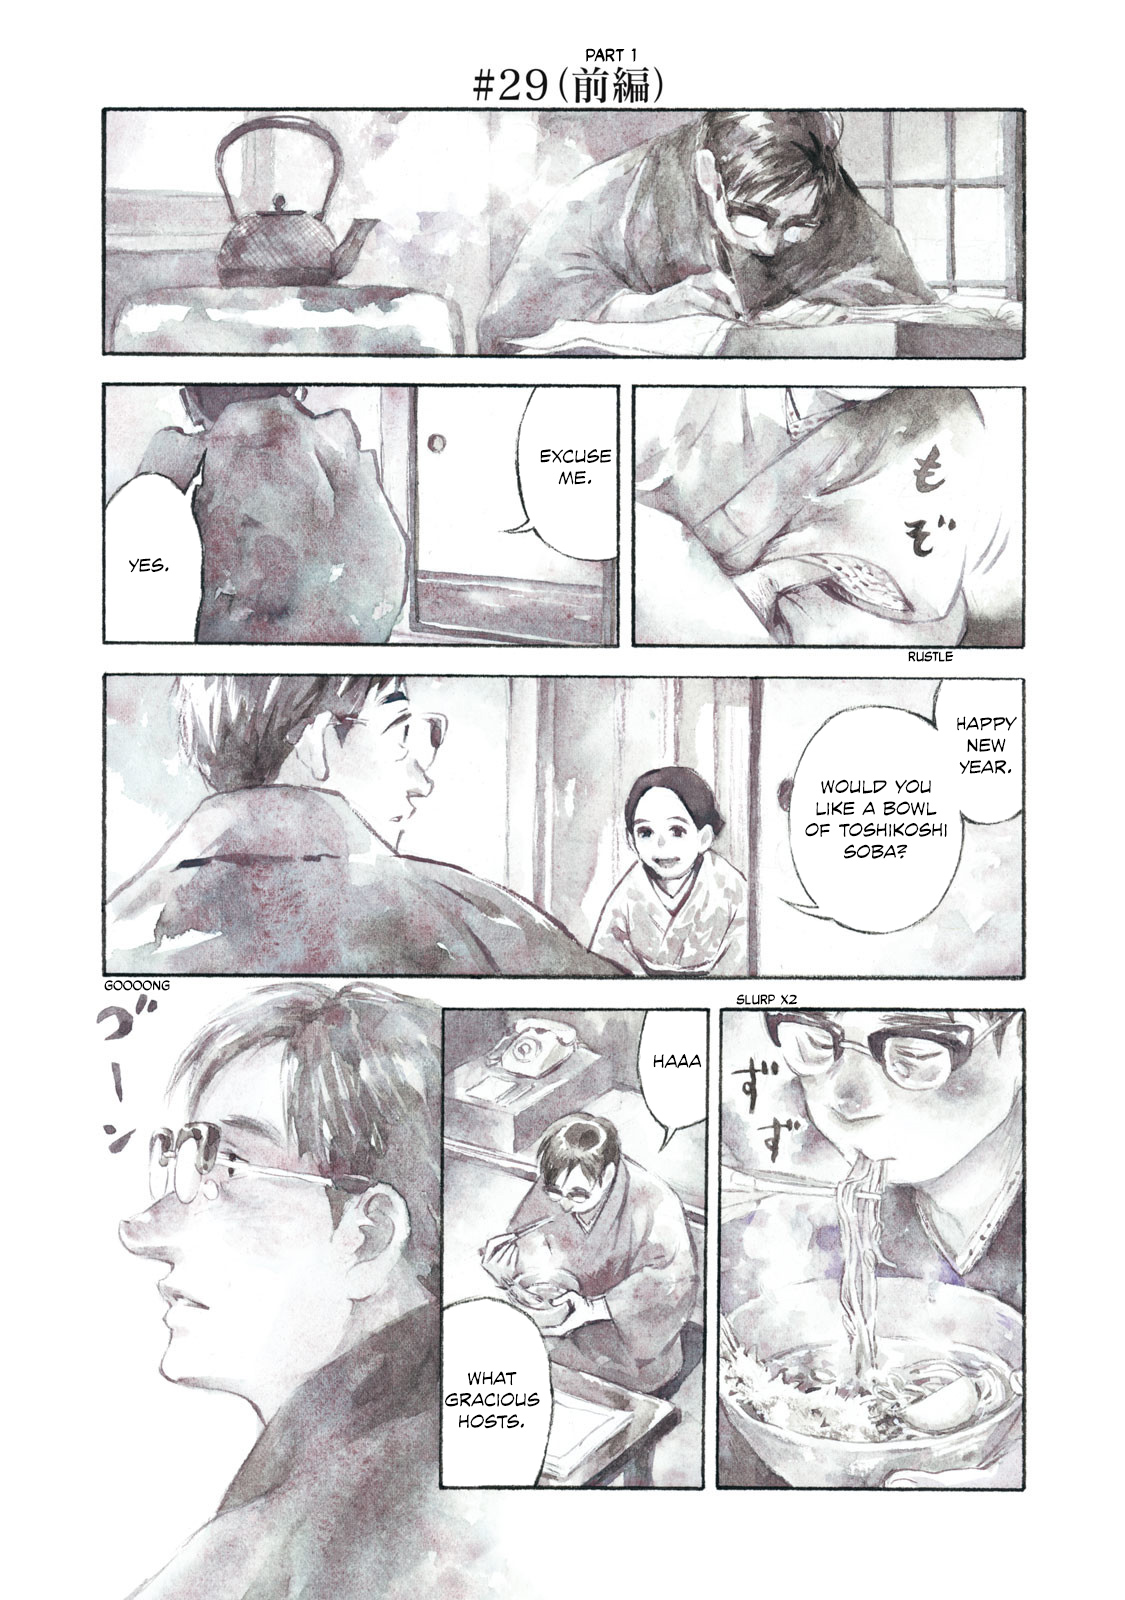 PART 1
#29(前編)
もぞ
RUSTLE
EXCUSE
ME.
YES.
HAPPY
NEW
YEAR.
WOULD YOU
LIKE A BOWL
OF TOSHIKOSHI
SOBA?
SLURP X2
ずず
HAAA
WHAT
GRACIOUS
HOSTS.
GOOOONG
ゴーン